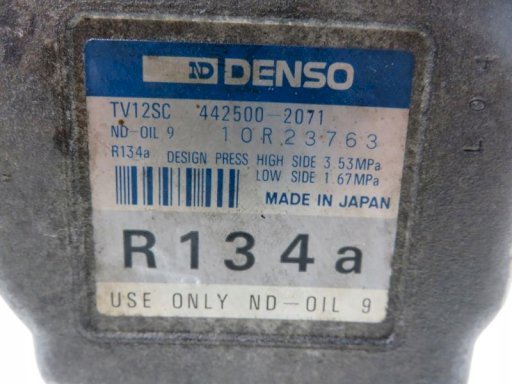 ND DENSO
TV12SC 442500-2071
ND-OIL 9 10R23763
R134a DESIGN PRESS HIGH SIDE 3.53MPa
LOW SIDE 1.67MPa
MADE IN JAPAN
R134a
USE ONLY ND-OIL 9